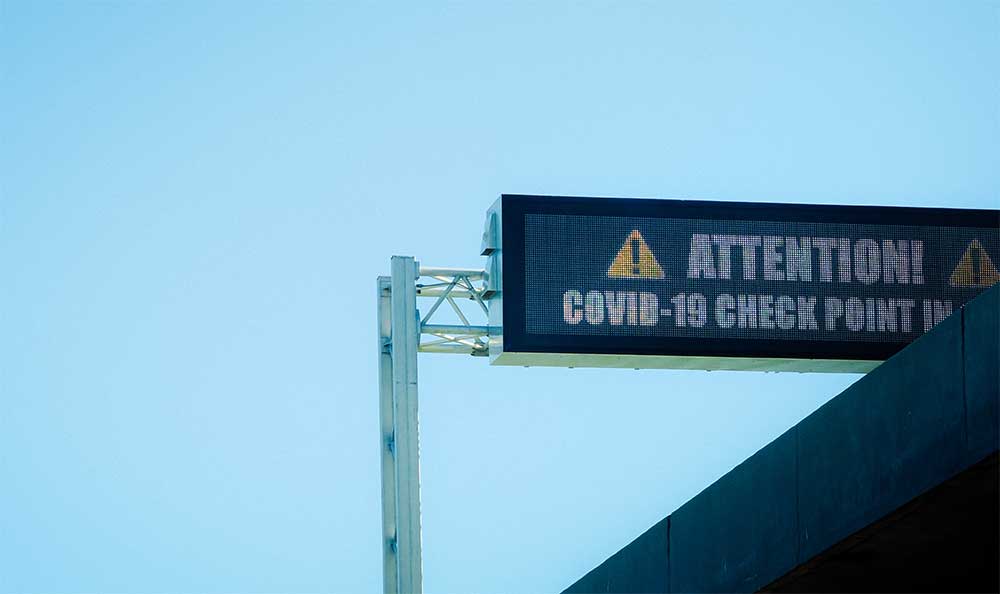 ATTENTION!
COVID-19 CHECK POINT IN